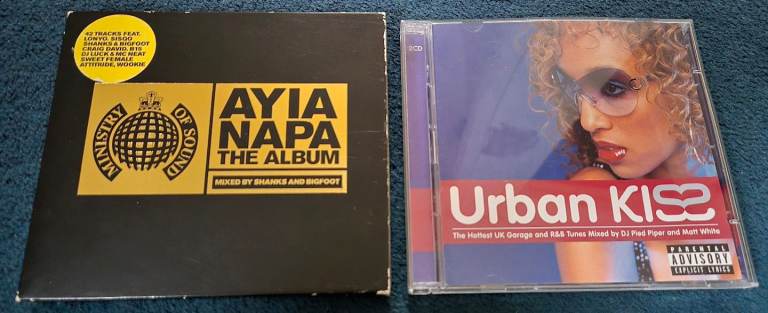 42 TRACKS FEAT.
LONYO, SISQO
SHANKS & BIGFOOT
CRAIG DAVID, B15
DJ LUCK & MC NEAT
SWEET FEMALE
ATTITUDE, WOOKIE
MINISTRY OF SOUND
AYIA
NAPA
THE ALBUM
MIXED BY SHANKS AND BIGFOOT
2CD
Urban KISS
The Hottest UK Garage and R&B Tunes Mixed by DJ Pied Piper and Matt White
PARENTAL
ADVISORY
EXPLICIT LYRICS